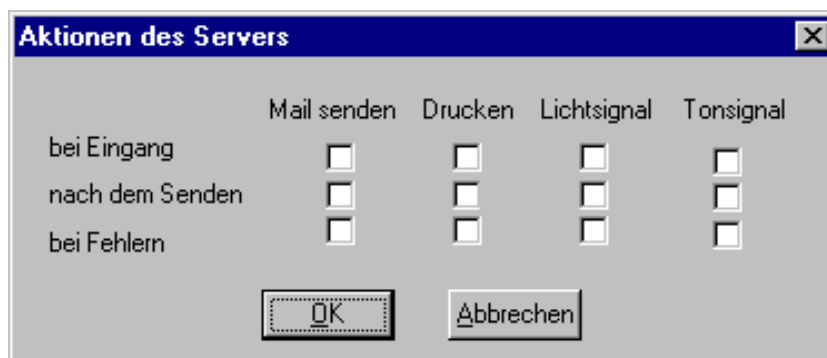 Aktionen des Servers
Mail senden Drucken Lichtsignal Tonsignal
bei Eingang
nach dem Senden
bei Fehlern
OK Abbrechen